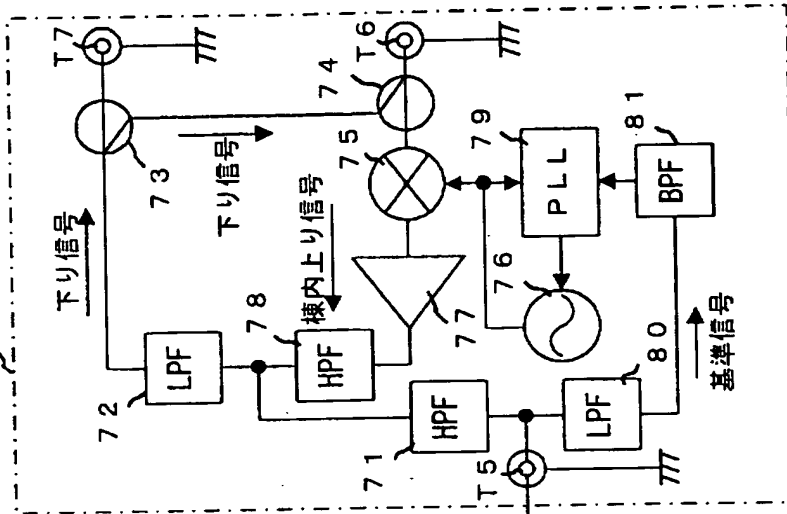 T7
73
下り信号
下り信号
T6
74
75
棟内上り信号
77
78
HPF
72
LPF
71
HPF
T5
LPF
80
基準信号
76
79
PLL
81
BPF